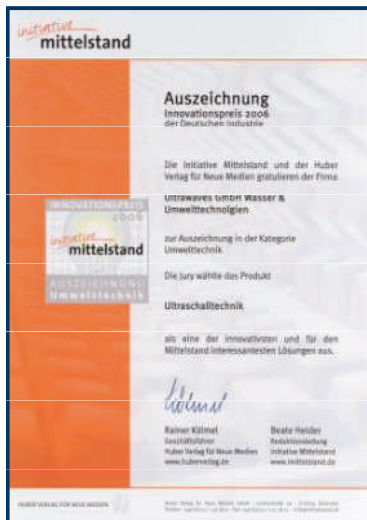 initiative
mittelstand
Auszeichnung
Innovationspreis 2006
der Deutschen Industrie
Die Initiative Mittelstand und der Huber
Verlag für Neue Medien gratulieren der Firma
Ultrawaves GmbH Wasser &
Umwelttechnolgien
INNOVATIONSPREIS
2006
initiative
mittelstand
AUSZEICHNUNG
Umwelttechnik
zur Auszeichnung in der Kategorie
Umwelttechnik
Die Jury wählte das Produkt
Ultraschalltechnik
als eine der innovativsten und für den
Mittelstand interessantesten Lösungen aus.
Rainer Kölmel
Geschäftsführer
Huber Verlag für Neue Medien
www.huberverlag.de
Beate Heider
Redaktionsleitung
Initiative Mittelstand
www.initiativemittelstand.de
HUBER VERLAG FÜR NEUE MEDIEN